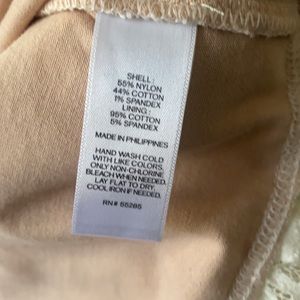 SHELL :
55% NYLON
44% COTTON
1% SPANDEX
LINING :
95% COTTON
5% SPANDEX
MADE IN PHILIPPINES
HAND WASH COLD
WITH LIKE COLORS,
ONLY NON-CHLORINE
BLEACH WHEN NEEDED.
LAY FLAT TO DRY.
COOL IRON IF NEEDED.
RN# 55285